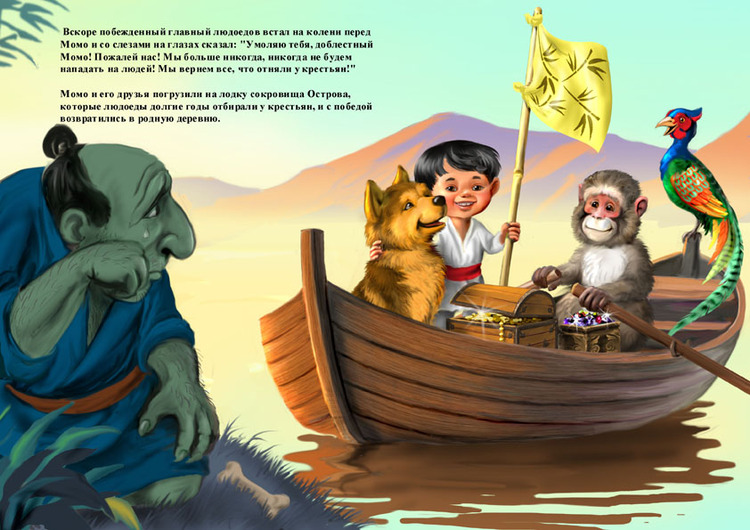 Вскоре побежденный главный людоедов встал на колени перед
Момо и со слезами на глазах сказал: "Умоляю тебя, доблестный
Момо! Пожалей нас! Мы больше никогда, никогда не будем
нападать на людей! Мы вернем все, что отняли у крестьян!"
Момо и его друзья погрузили на лодку сокровища Острова,
которые людоеды долгие годы отбирали у крестьян, и с победой
возвратились в родную деревню.